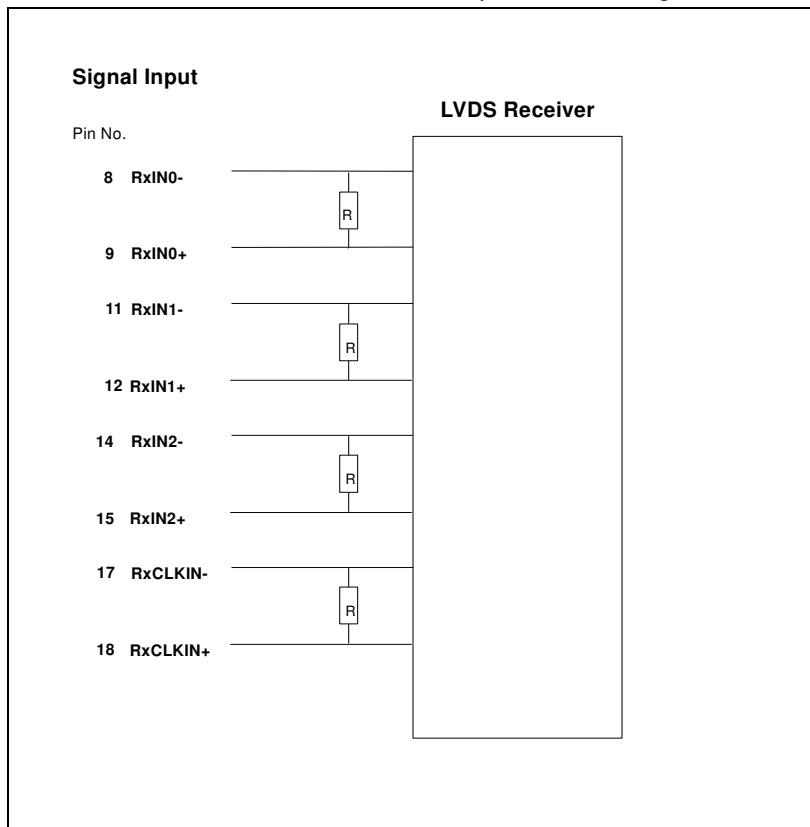 Signal Input
LVDS Receiver
Pin No.
8 RxIN0-
R
9 RxIN0+
11 RxIN1-
R
12 RxIN1+
14 RxIN2-
R
15 RxIN2+
17 RxCLKIN-
R
18 RxCLKIN+